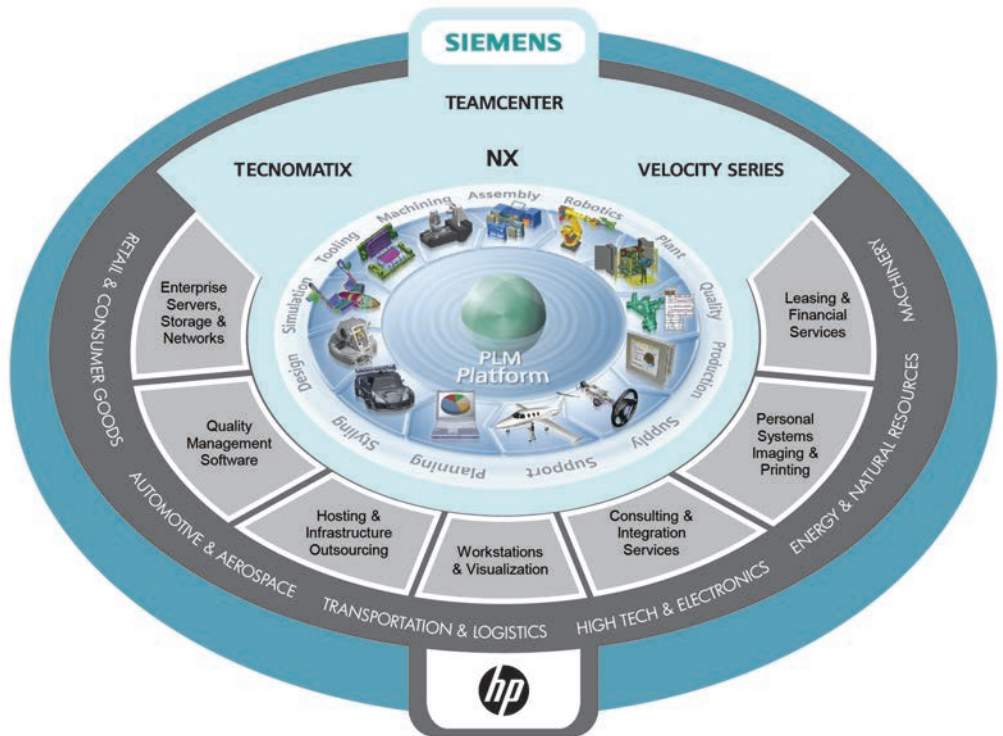 SIEMENS
TEAMCENTER
TECNOMATIX
NX
VELOCITY SERIES
Styling
Design
Simulation
Tooling
Machining
Assembly
Robotics
Plant
Quality
Production
Supply
Support
Planning
PLM
Platform
Enterprise
Servers,
Storage &
Networks
Quality
Management
Software
Hosting &
Infrastructure
Outsourcing
Workstations
& Visualization
Consulting &
Integration
Services
Personal
Systems
Imaging &
Printing
Leasing &
Financial
Services
RETAIL & CONSUMER GOODS
AUTOMOTIVE & AEROSPACE
TRANSPORTATION & LOGISTICS
HIGH TECH & ELECTRONICS
ENERGY & NATURAL RESOURCES
MACHINERY
hp